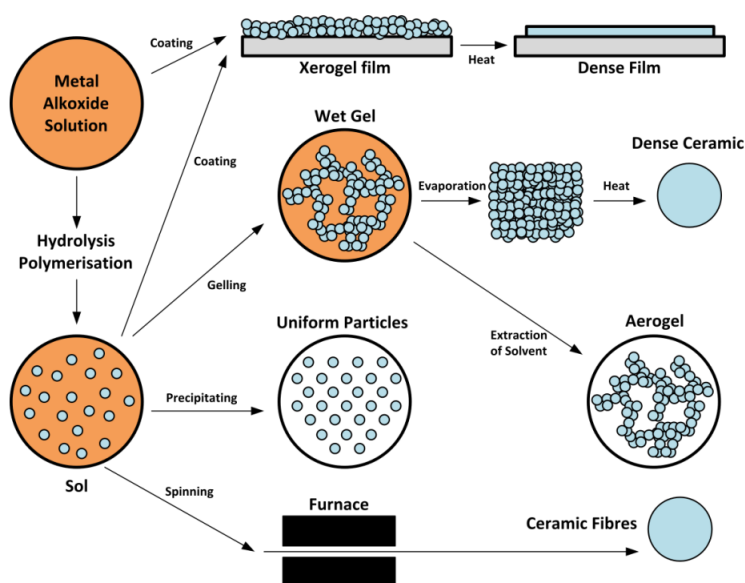 Coating
Metal
Alkoxide
Solution
Xerogel film
Heat
Dense Film
Wet Gel
Dense Ceramic
Coating
Evaporation
Heat
Hydrolysis
Polymerisation
Gelling
Uniform Particles
Extraction
of Solvent
Aerogel
Precipitating
Sol
Spinning
Furnace
Ceramic Fibres